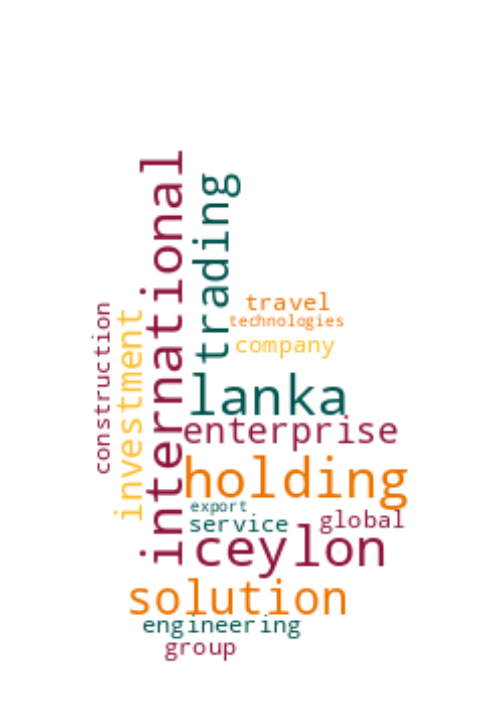 international
trading
construction
investment
travel
technologies
company
lanka
enterprise
holding
export
service
global
ceylon
solution
engineering
group